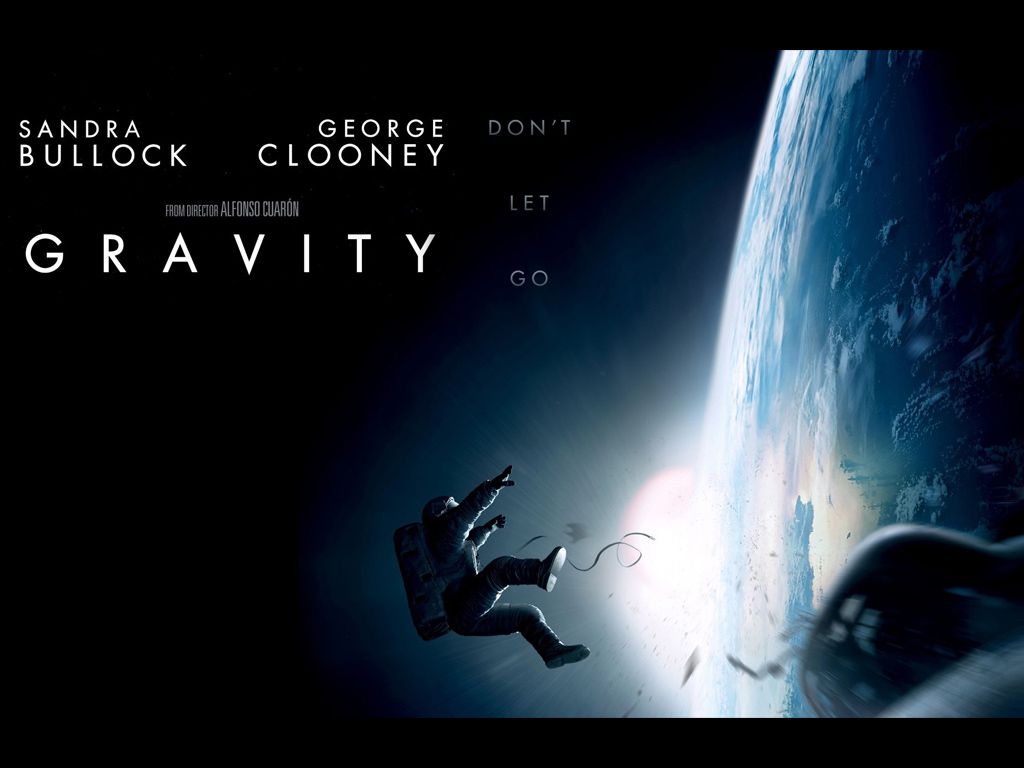 SANDRA
BULLOCK
GEORGE
CLOONEY
FROM DIRECTOR ALFONSO CUARÓN
GRAVITY
DON'T
LET
GO